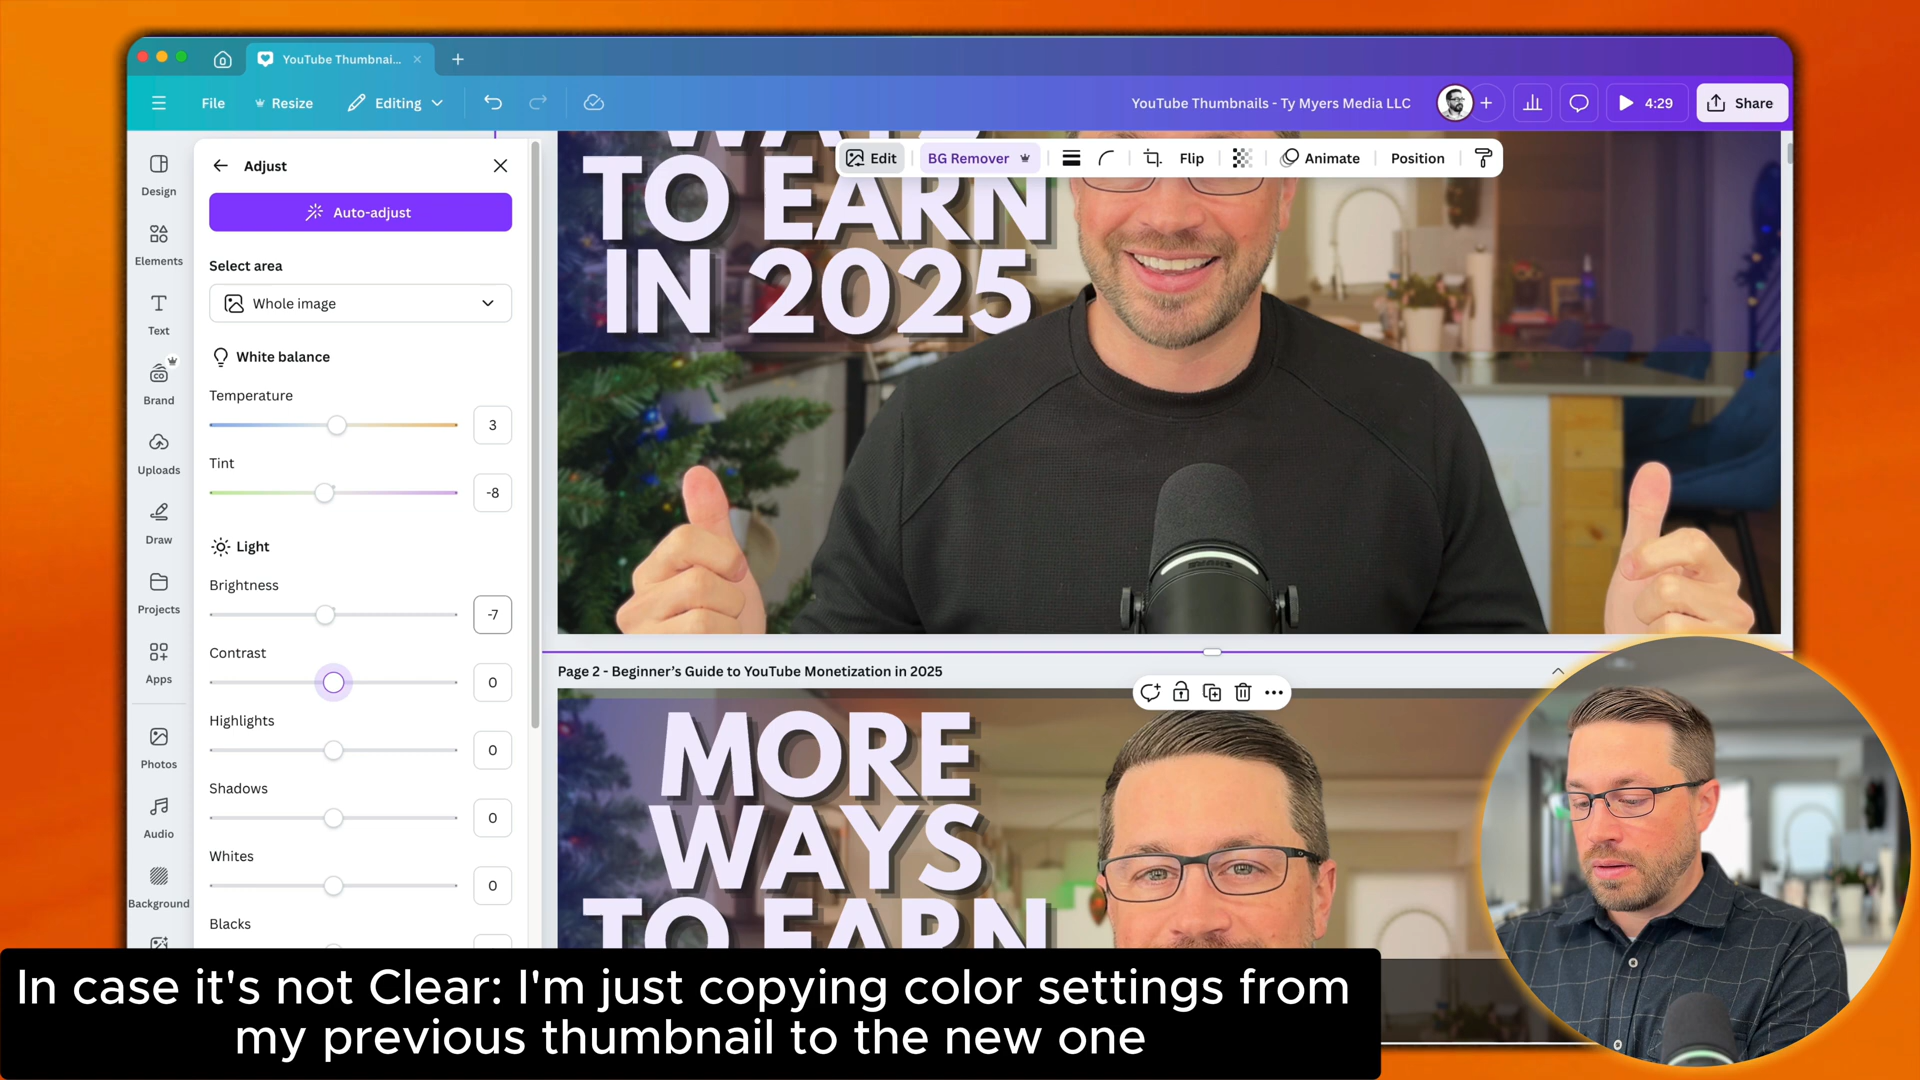 YouTube Thumbnai...
File
Resize
Editing
YouTube Thumbnails - Ty Myers Media LLC
4:29
Share
Design
Elements
Text
Brand
Uploads
Draw
Projects
Apps
Photos
Audio
Background
Adjust
Auto-adjust
Select area
Whole image
White balance
Temperature
3
Tint
-8
Light
Brightness
-7
Contrast
0
Highlights
0
Shadows
0
Whites
0
Blacks
Edit
BG Remover
Flip
Animate
Position
WAYS
TO EARN
IN 2025
Page 2 - Beginner's Guide to YouTube Monetization in 2025
MORE
WAYS
TO EARN
In case it's not Clear: I'm just copying color settings from
my previous thumbnail to the new one